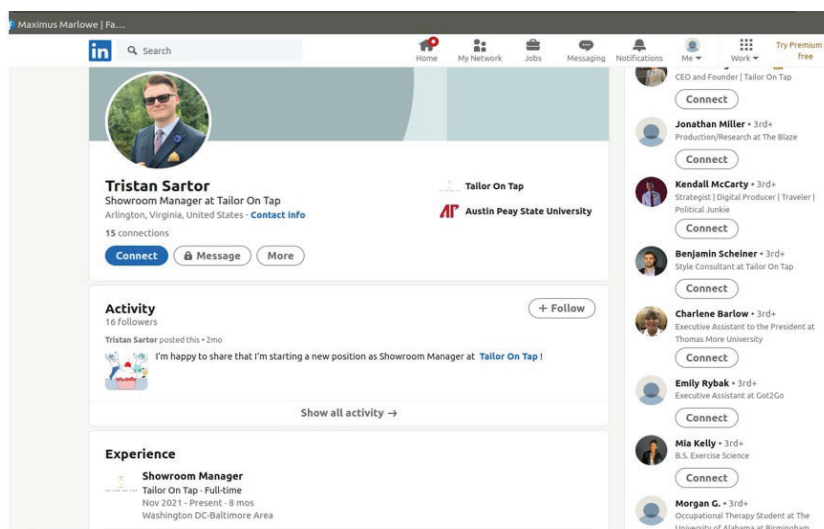 Maximus Marlowe | Fa...
in
Search
Home
My Network
Jobs
Messaging
Notifications
Me
Work
Try Premium
free
Tristan Sartor
Showroom Manager at Tailor On Tap
Arlington, Virginia, United States · Contact info
15 connections
Connect
Message
More
Tailor On Tap
AP Austin Peay State University
Activity
16 followers
+ Follow
Tristan Sartor posted this • 2mo
I'm happy to share that I'm starting a new position as Showroom Manager at Tailor On Tap !
Show all activity →
Experience
Showroom Manager
TAILOR ON TAP
Tailor On Tap · Full-time
Nov 2021 - Present · 8 mos
Washington DC-Baltimore Area
CEO and Founder | Tailor On Tap
Connect
Jonathan Miller • 3rd+
Production/Research at The Blaze
Connect
Kendall McCarty • 3rd+
Strategist | Digital Producer | Traveler |
Political Junkie
Connect
Benjamin Scheiner • 3rd+
Style Consultant at Tailor On Tap
Connect
Charlene Barlow • 3rd+
Executive Assistant to the President at
Thomas More University
Connect
Emily Rybak • 3rd+
Executive Assistant at Got2Go
Connect
Mia Kelly • 3rd+
B.S. Exercise Science
Connect
Morgan G. • 3rd+
Occupational Therapy Student at The
University of Alabama at Birmingham